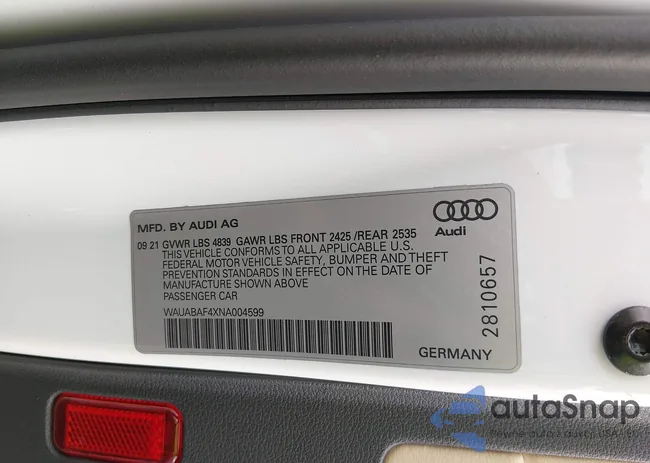 MFD. BY AUDI AG
09 21 GVWR LBS 4839 GAWR LBS FRONT 2425 /REAR 2535
THIS VEHICLE CONFORMS TO ALL APPLICABLE U.S.
FEDERAL MOTOR VEHICLE SAFETY, BUMPER AND THEFT
PREVENTION STANDARDS IN EFFECT ON THE DATE OF
MANUFACTURE SHOWN ABOVE
PASSENGER CAR
WAUABAF4XNA004599
Audi
2810657
GERMANY
autaSnap